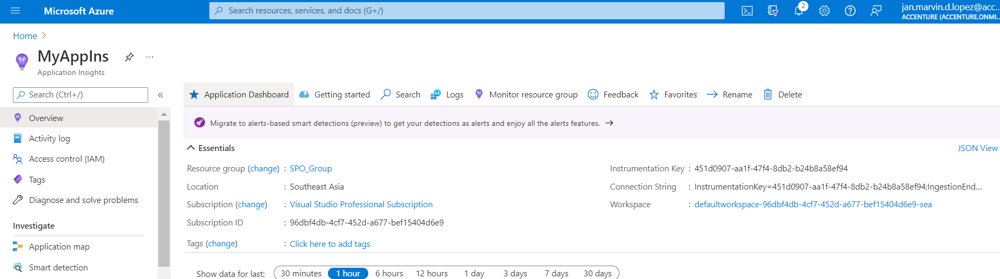 Microsoft Azure
Search resources, services, and docs (G+/)
2
jan.marvin.d.lopez@acc...
ACCENTURE (ACCENTURE.ONMI...
Home >
MyAppIns
...
Application Insights
Search (Ctrl+/)
«
Overview
Activity log
Access control (IAM)
Tags
Diagnose and solve problems
Investigate
Application map
Smart detection
Application Dashboard
Getting started
Search
Logs
Monitor resource group
Feedback
Favorites
Rename
Delete
Migrate to alerts-based smart detections (preview) to get your detections as alerts and enjoy all the alerts features. →
Essentials
JSON View
Resource group (change) : SPO_Group
Location : Southeast Asia
Subscription (change) : Visual Studio Professional Subscription
Subscription ID : 96dbf4db-4cf7-452d-a677-bef15404d6e9
Tags (change) : Click here to add tags
Instrumentation Key : 451d0907-aa1f-47f4-8db2-b24b8a58ef94
Connection String : InstrumentationKey=451d0907-aa1f-47f4-8db2-b24b8a58ef94;IngestionEnd...
Workspace : defaultworkspace-96dbf4db-4cf7-452d-a677-bef15404d6e9-sea
Show data for last: 30 minutes 1 hour 6 hours 12 hours 1 day 3 days 7 days 30 days